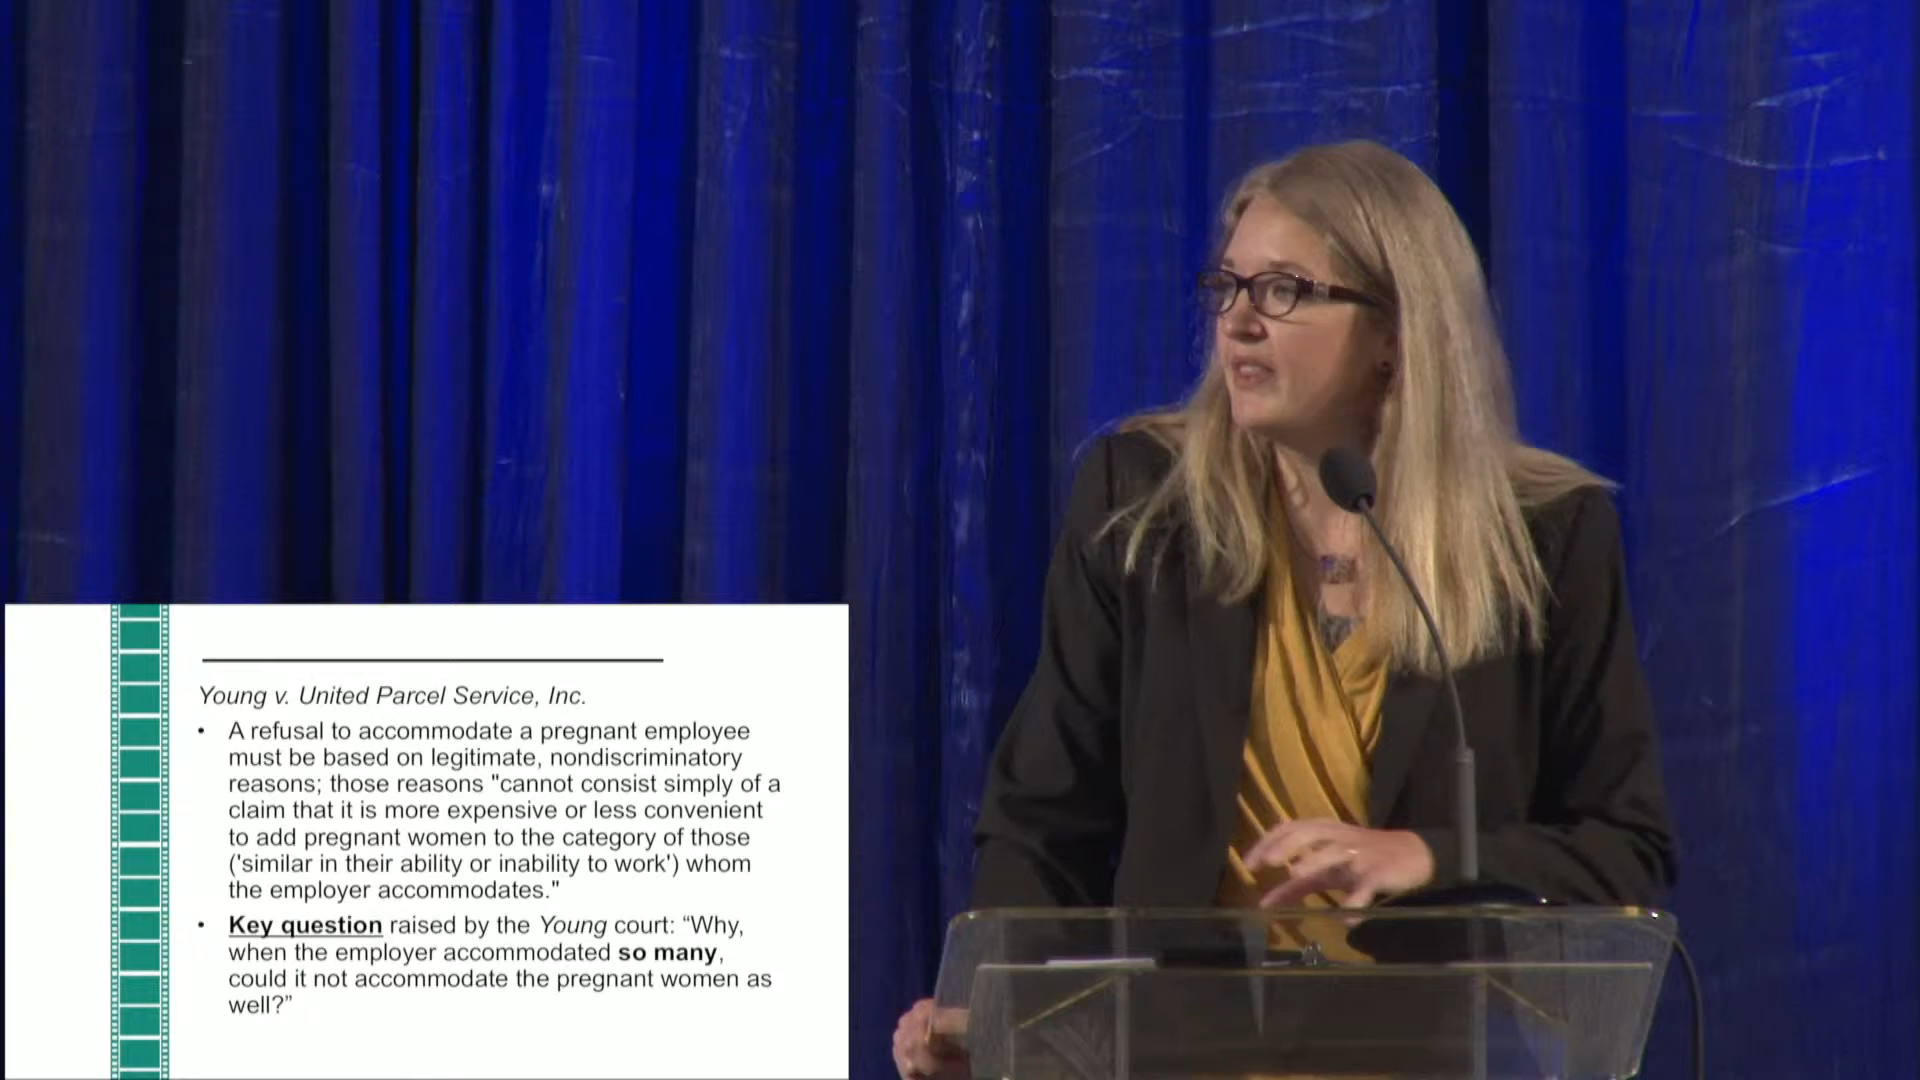 Young v. United Parcel Service, Inc.
• A refusal to accommodate a pregnant employee
must be based on legitimate, nondiscriminatory
reasons; those reasons "cannot consist simply of a
claim that it is more expensive or less convenient
to add pregnant women to the category of those
('similar in their ability or inability to work') whom
the employer accommodates."
• Key question raised by the Young court: “Why,
when the employer accommodated so many,
could it not accommodate the pregnant women as
well?”